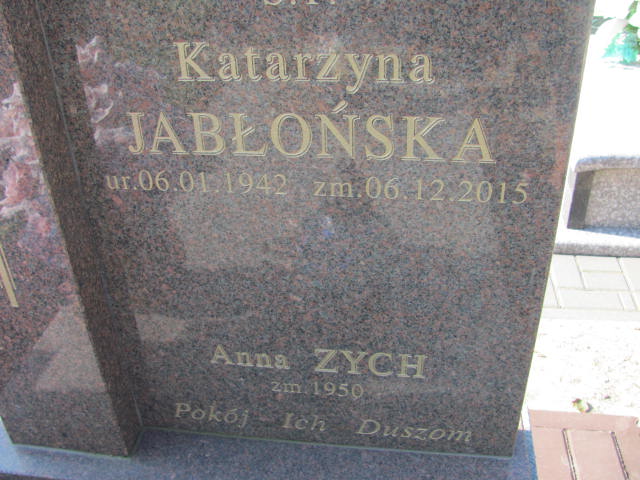 Ś.P.
Katarzyna
JABŁOŃSKA
ur.06.01.1942 zm.06.12.2015
Anna ZYCH
zm.1950
Pokój - Ich Duszom